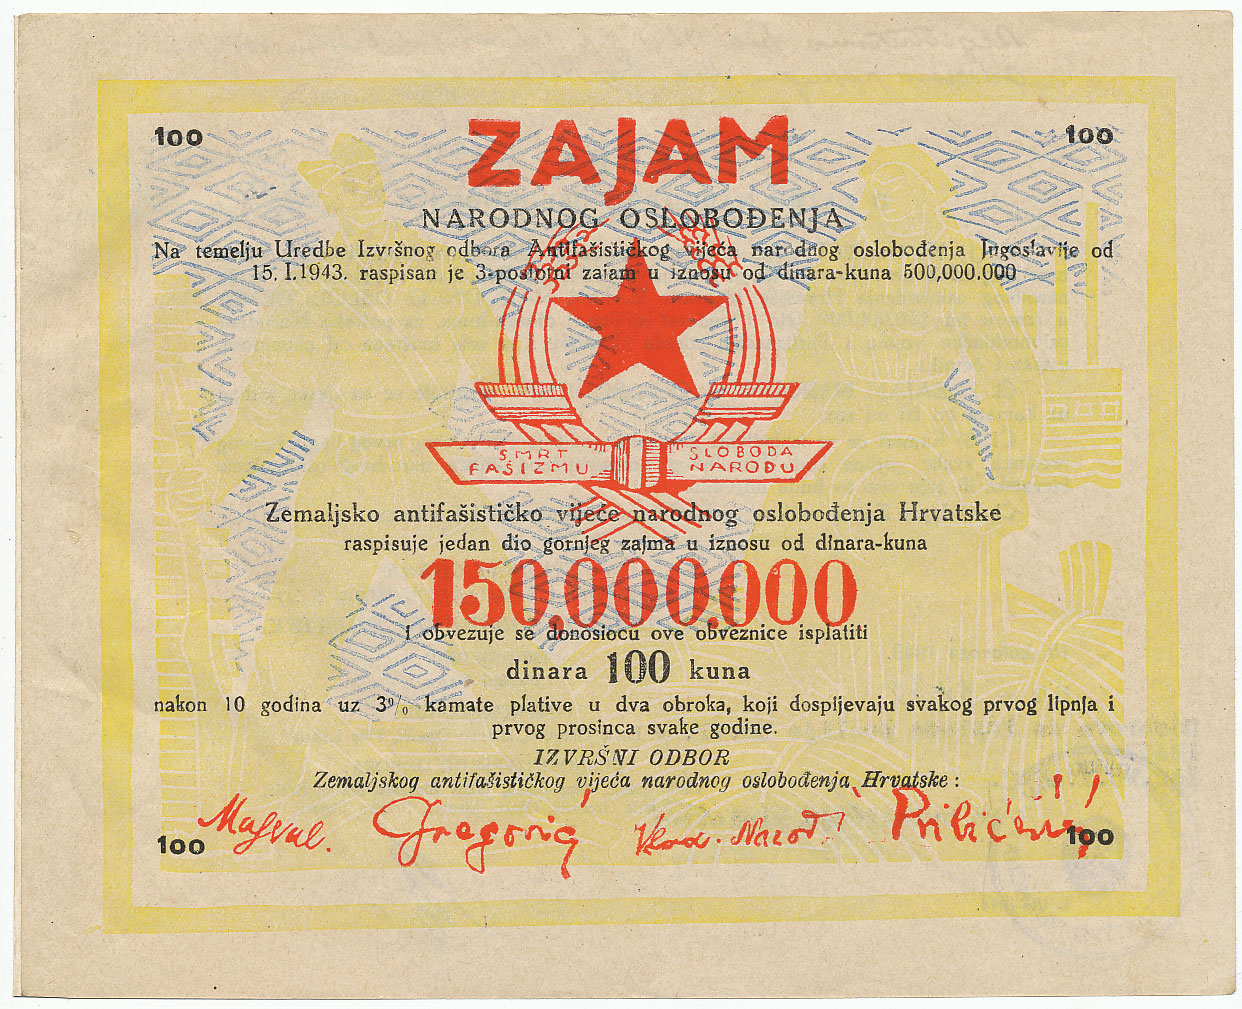 100
100
ZAJAM
NARODNOG OSLOBOĐENJA
Na temelju Uredbe Izvršnog odbora Antifašističkog vijeća narodnog oslobođenja Jugoslavije od
15. I. 1943. raspisan je 3-postotni zajam u iznosu od dinara-kuna 500,000.000
SMRT
FAŠIZMU
SLOBODA
NARODU
Zemaljsko antifašističko vijeće narodnog oslobođenja Hrvatske
raspisuje jedan dio gornjeg zajma u iznosu od dinara-kuna
150,000.000
i obvezuje se donosiocu ove obveznice isplatiti
dinara 100 kuna
nakon 10 godina uz 3% kamate plative u dva obroka, koji dospijevaju svakog prvog lipnja i
prvog prosinca svake godine.
IZVRŠNI ODBOR
Zemaljskog antifašističkog vijeća narodnog oslobođenja Hrvatske:
100
100